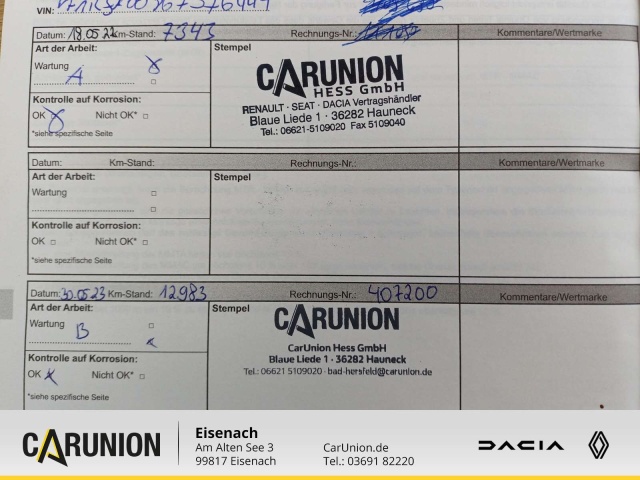 VIN:
Datum: 18.05.22 Km-Stand: 7343 Rechnungs-Nr.: Kommentare/Wertmarke
Art der Arbeit: Stempel
Wartung
A
Kontrolle auf Korrosion:
OK Nicht OK*
*siehe spezifische Seite
CARUNION
HESS GmbH
RENAULT · SEAT · DACIA Vertragshändler
Blaue Liede 1 · 36282 Hauneck
Tel.: 06621-5109020 Fax 5109040
Datum: Km-Stand: Rechnungs-Nr.: Kommentare/Wertmarke
Art der Arbeit: Stempel
Wartung
Kontrolle auf Korrosion:
OK Nicht OK*
*siehe spezifische Seite
Datum: 30.05.23 Km-Stand: 12983 Rechnungs-Nr.: 407200 Kommentare/Wertmarke
Art der Arbeit: Stempel
Wartung
B
Kontrolle auf Korrosion:
OK Nicht OK*
*siehe spezifische Seite
CARUNION
CarUnion Hess GmbH
Blaue Liede 1 · 36282 Hauneck
Tel.: 06621 5109020 · bad-hersfeld@carunion.de
CARUNION
Eisenach
Am Alten See 3
99817 Eisenach
CarUnion.de
Tel.: 03691 82220
DACIA